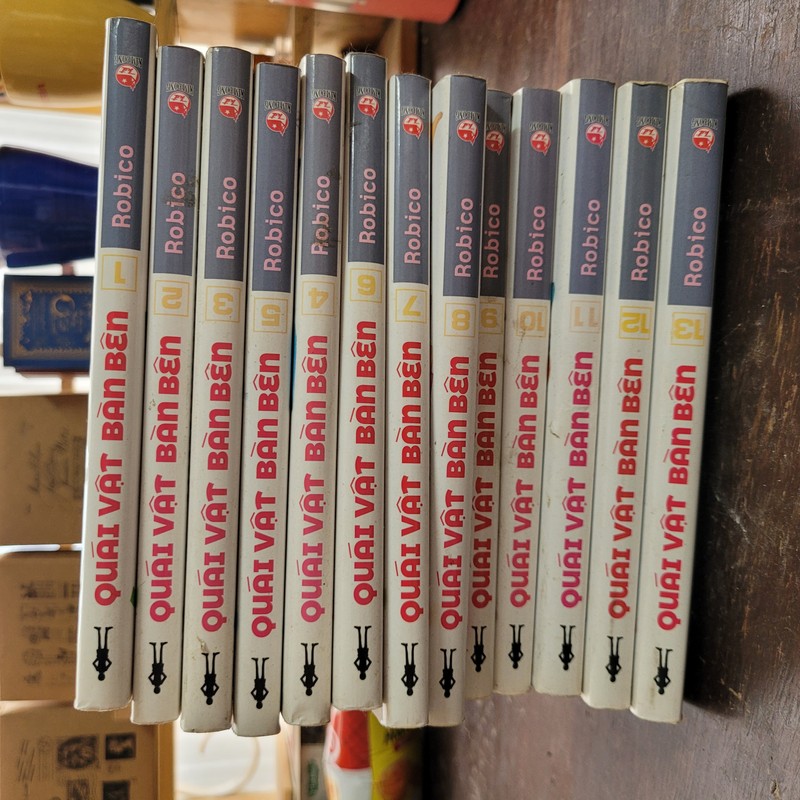 QUÁI VẬT BÀN BÊN 1 Robico
QUÁI VẬT BÀN BÊN 2 Robico
QUÁI VẬT BÀN BÊN 3 Robico
QUÁI VẬT BÀN BÊN 5 Robico
QUÁI VẬT BÀN BÊN 4 Robico
QUÁI VẬT BÀN BÊN 6 Robico
QUÁI VẬT BÀN BÊN 7 Robico
QUÁI VẬT BÀN BÊN 8 Robico
QUÁI VẬT BÀN BÊN 9 Robico
QUÁI VẬT BÀN BÊN 10 Robico
QUÁI VẬT BÀN BÊN 11 Robico
QUÁI VẬT BÀN BÊN 12 Robico
QUÁI VẬT BÀN BÊN 13 Robico